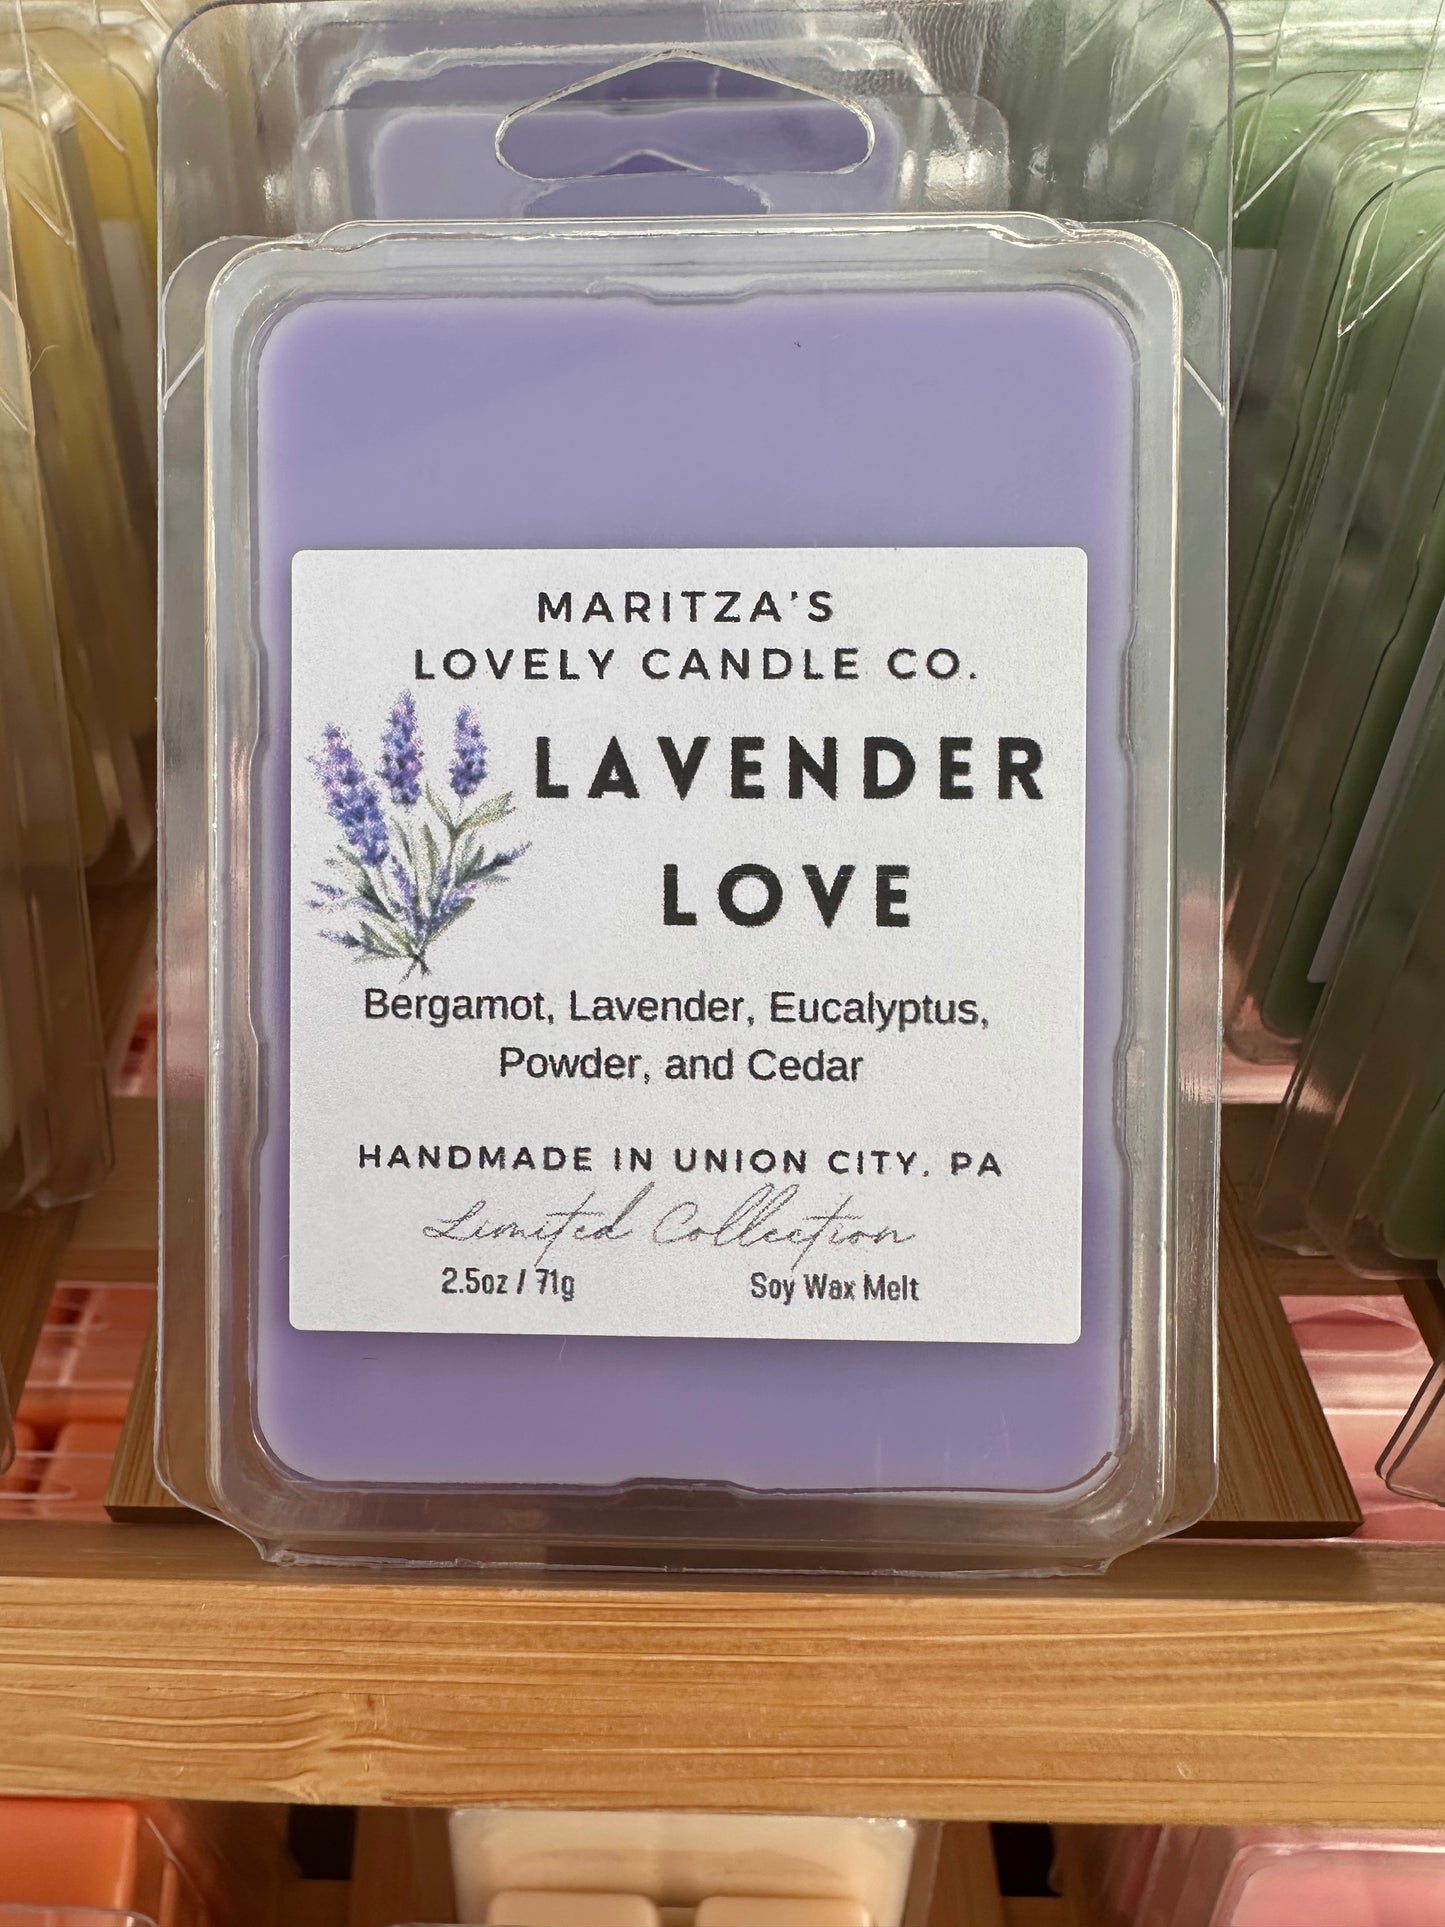 MARITZA'S
LOVELY CANDLE CO.
LAVENDER
LOVE
Bergamot, Lavender, Eucalyptus,
Powder, and Cedar
HANDMADE IN UNION CITY, PA
Limited Collection
2.5oz / 71g Soy Wax Melt